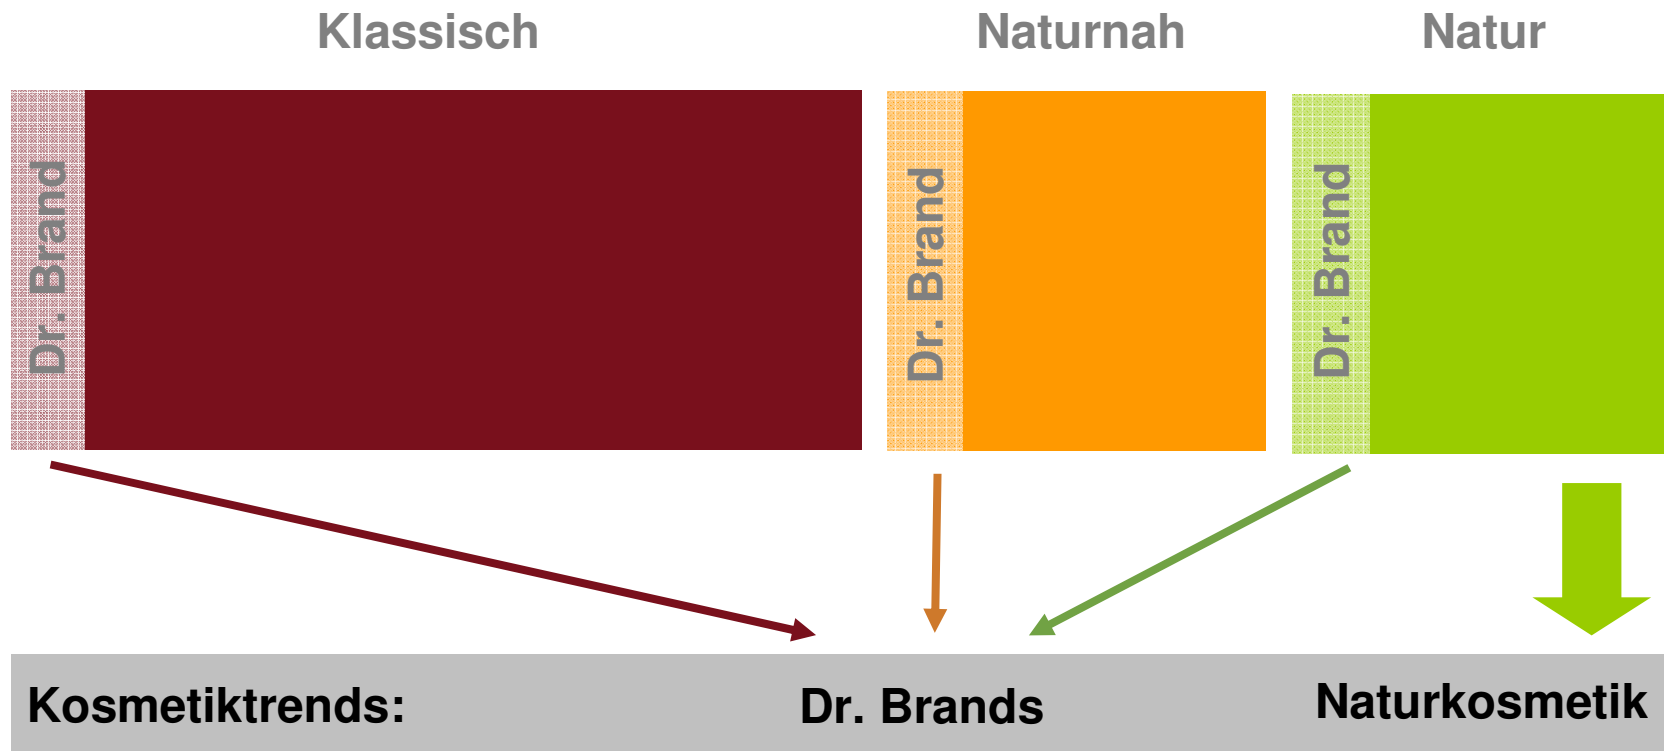 Klassisch
Naturnah
Natur
Dr. Brand
Dr. Brand
Dr. Brand
Kosmetiktrends:
Dr. Brands
Naturkosmetik